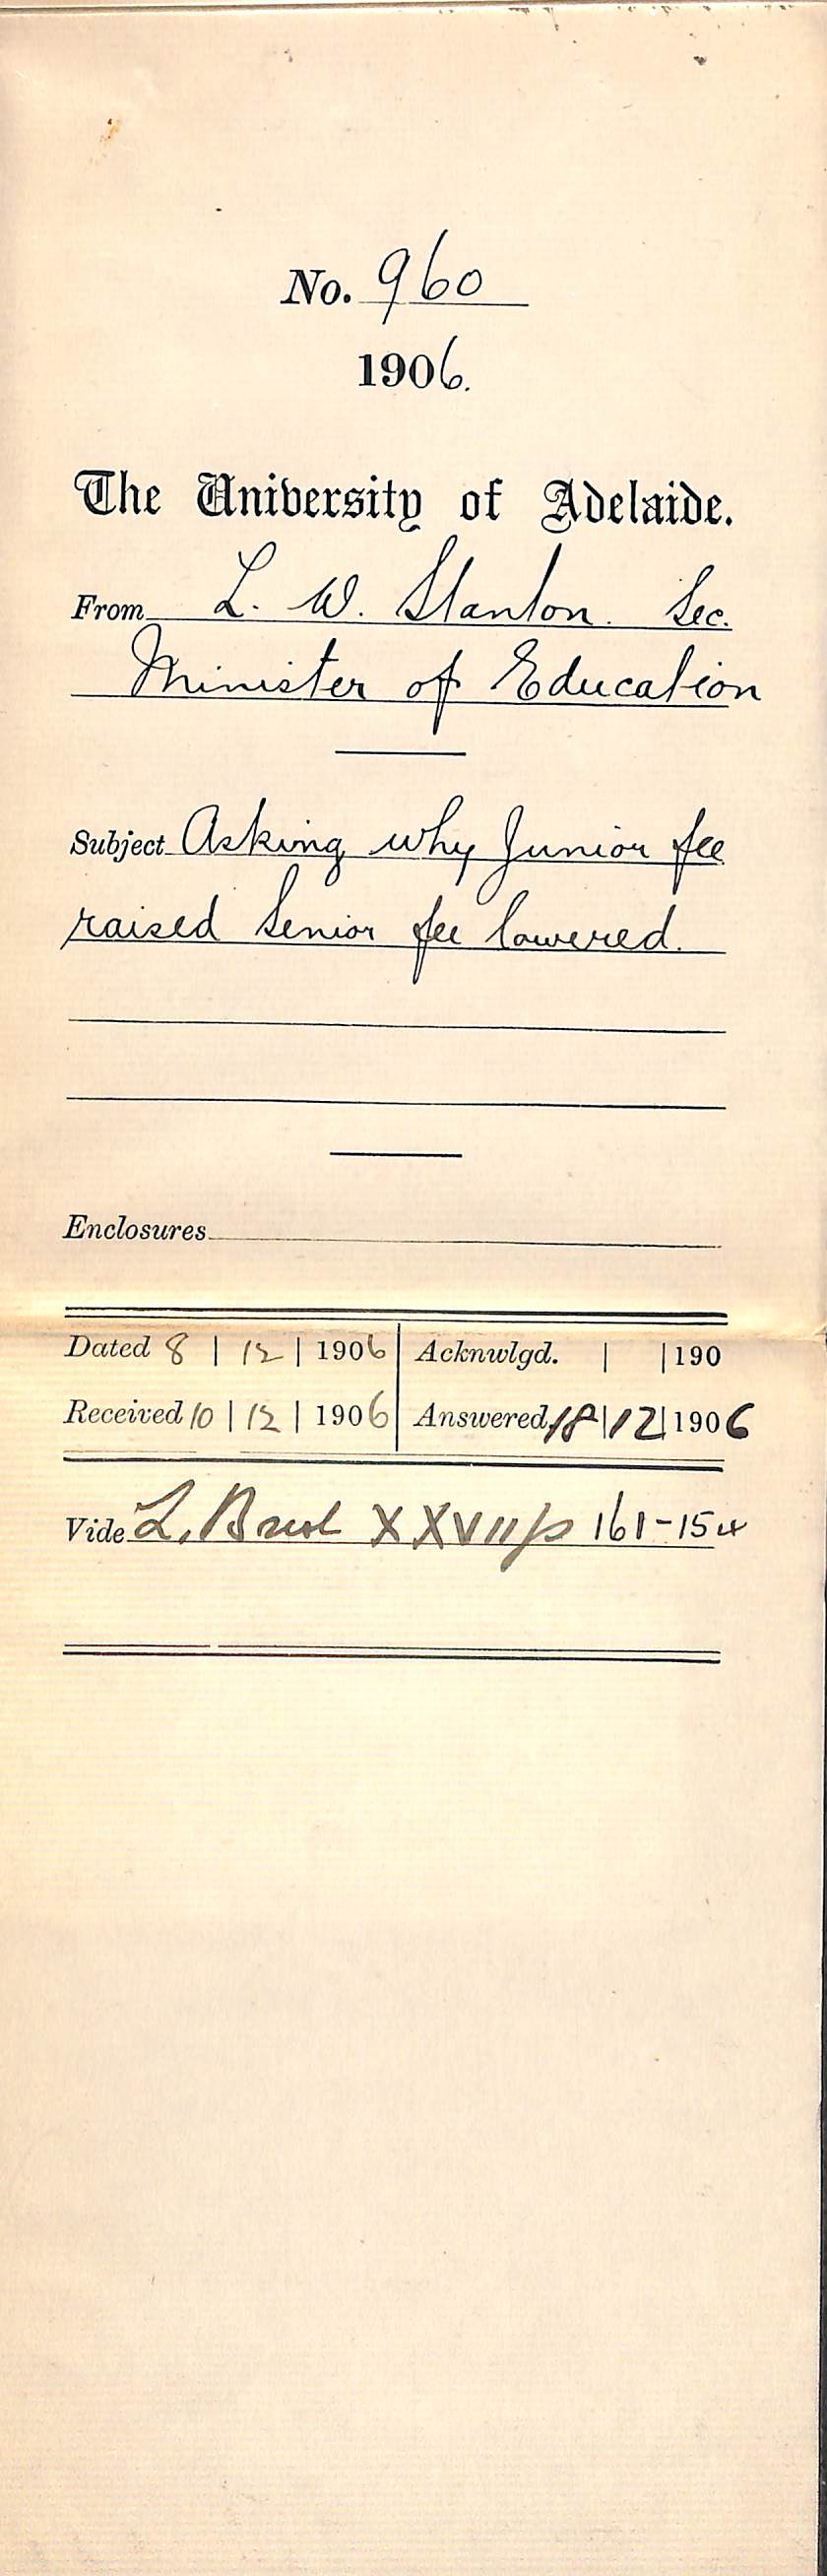 No. 960
1906.
The University of Adelaide.
From L. W. Stanton. Sec.
Minister of Education
Subject Asking why Junior fee
raised Senior fee lowered.
Enclosures
Dated 8 | 12 | 1906 Acknwlgd. | | 190
Received 10 | 12 | 1906 Answered 18 | 12 | 1906
Vide L. XXVII p 161-154